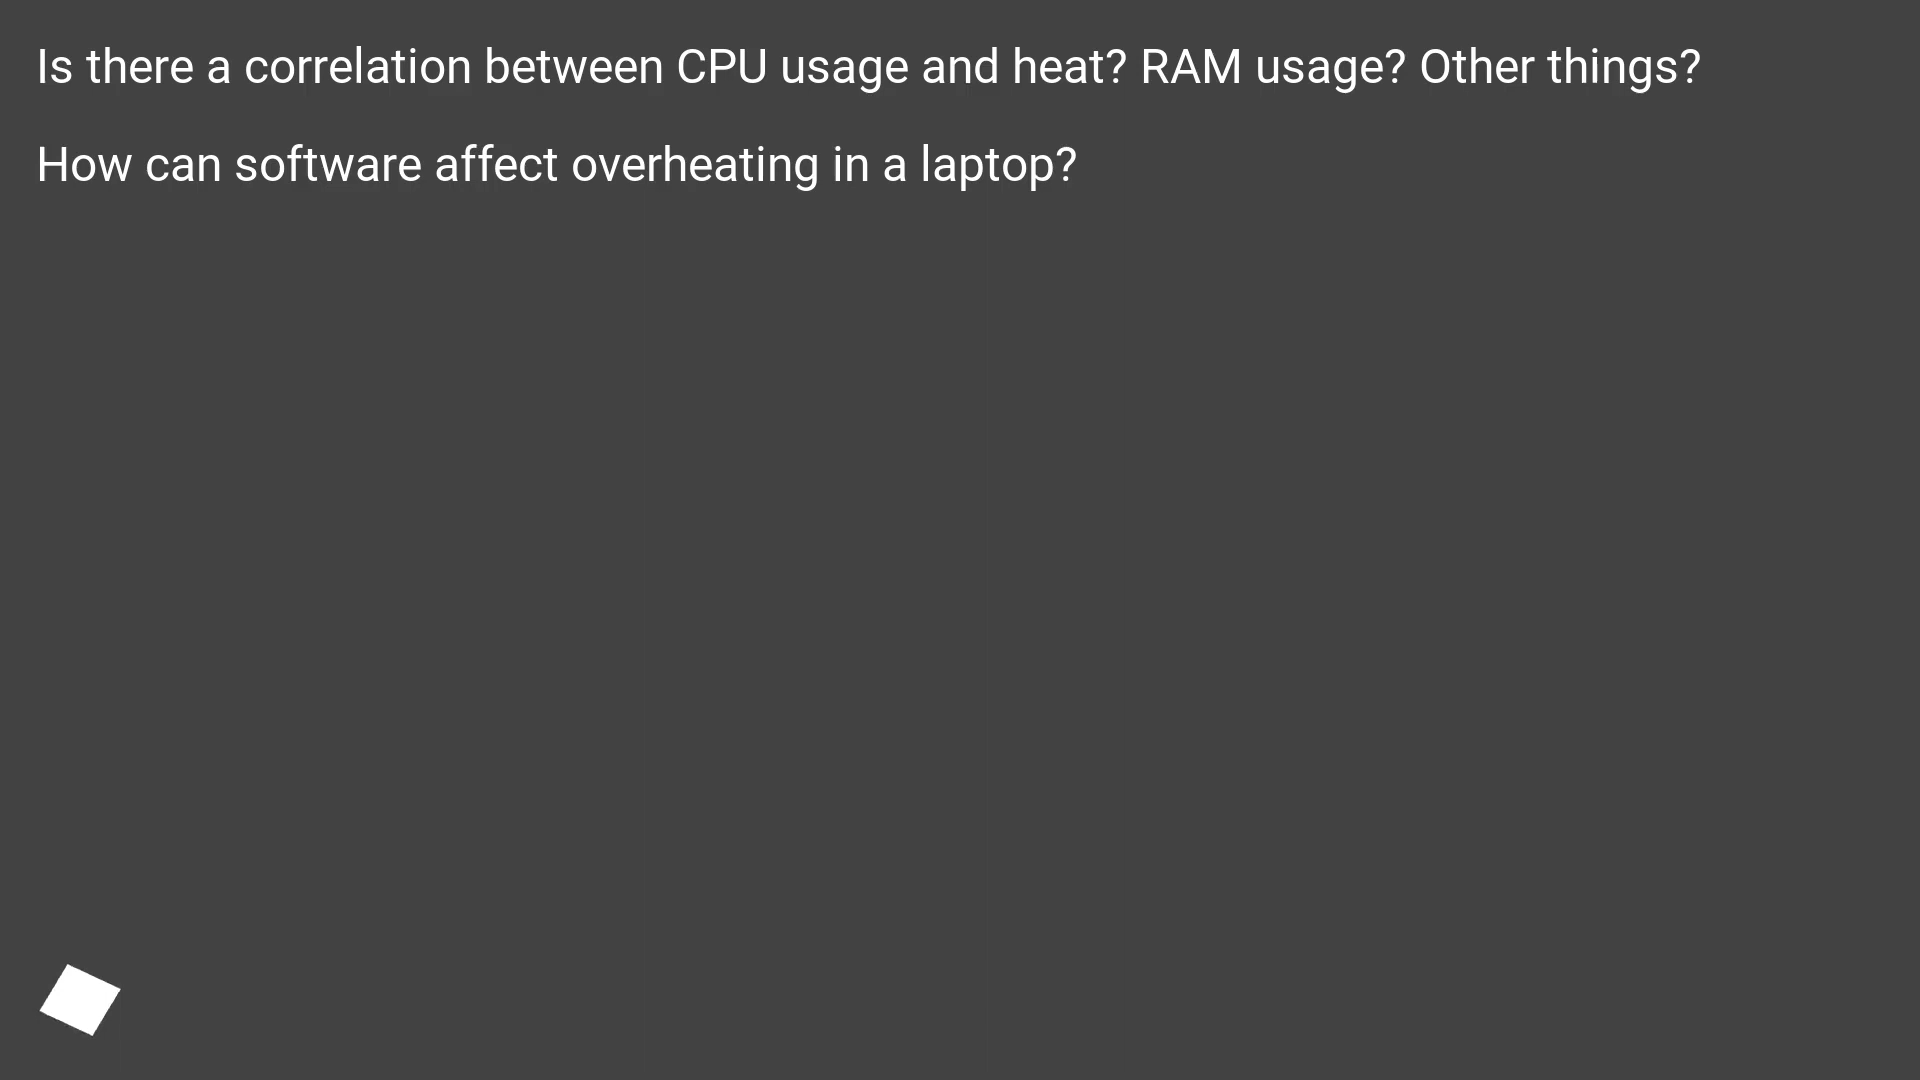 Is there a correlation between CPU usage and heat? RAM usage? Other things?
How can software affect overheating in a laptop?